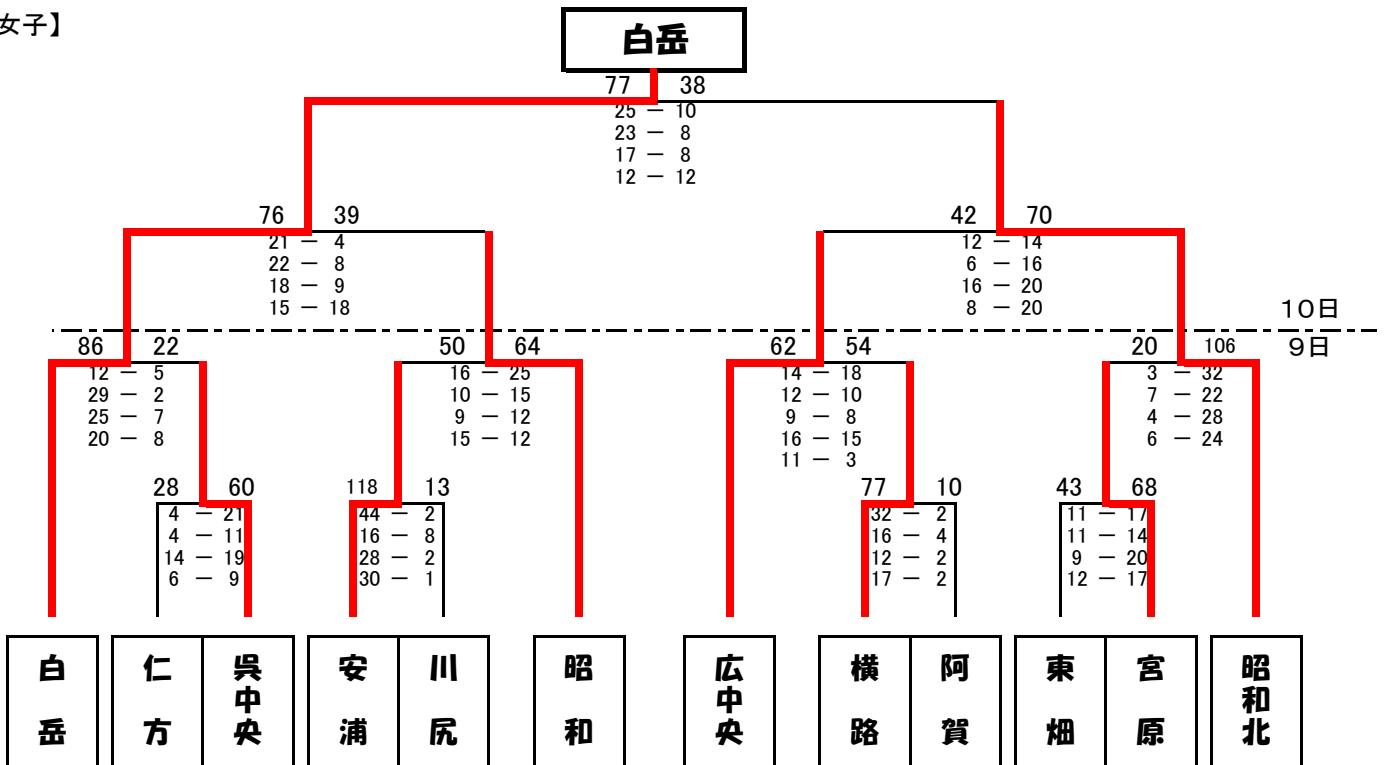 女子】
白岳
77 38
25 － 10
23 － 8
17 － 8
12 － 12
76 39
21 － 4
22 － 8
18 － 9
15 － 18
42 70
12 － 14
6 － 16
16 － 20
8 － 20
10日
9日
86 22
12 － 5
29 － 2
25 － 7
20 － 8
50 64
16 － 25
10 － 15
9 － 12
15 － 12
62 54
14 － 18
12 － 10
9 － 8
16 － 15
11 － 3
20 106
3 － 32
7 － 22
4 － 28
6 － 24
28 60
4 － 21
4 － 11
14 － 19
6 － 9
118 13
44 － 2
16 － 8
28 － 2
30 － 1
77 10
32 － 2
16 － 4
12 － 2
17 － 2
43 68
11 － 17
11 － 14
9 － 20
12 － 17
白岳
仁方
呉中央
安浦
川尻
昭和
広中央
横路
阿賀
東畑
宮原
昭和北